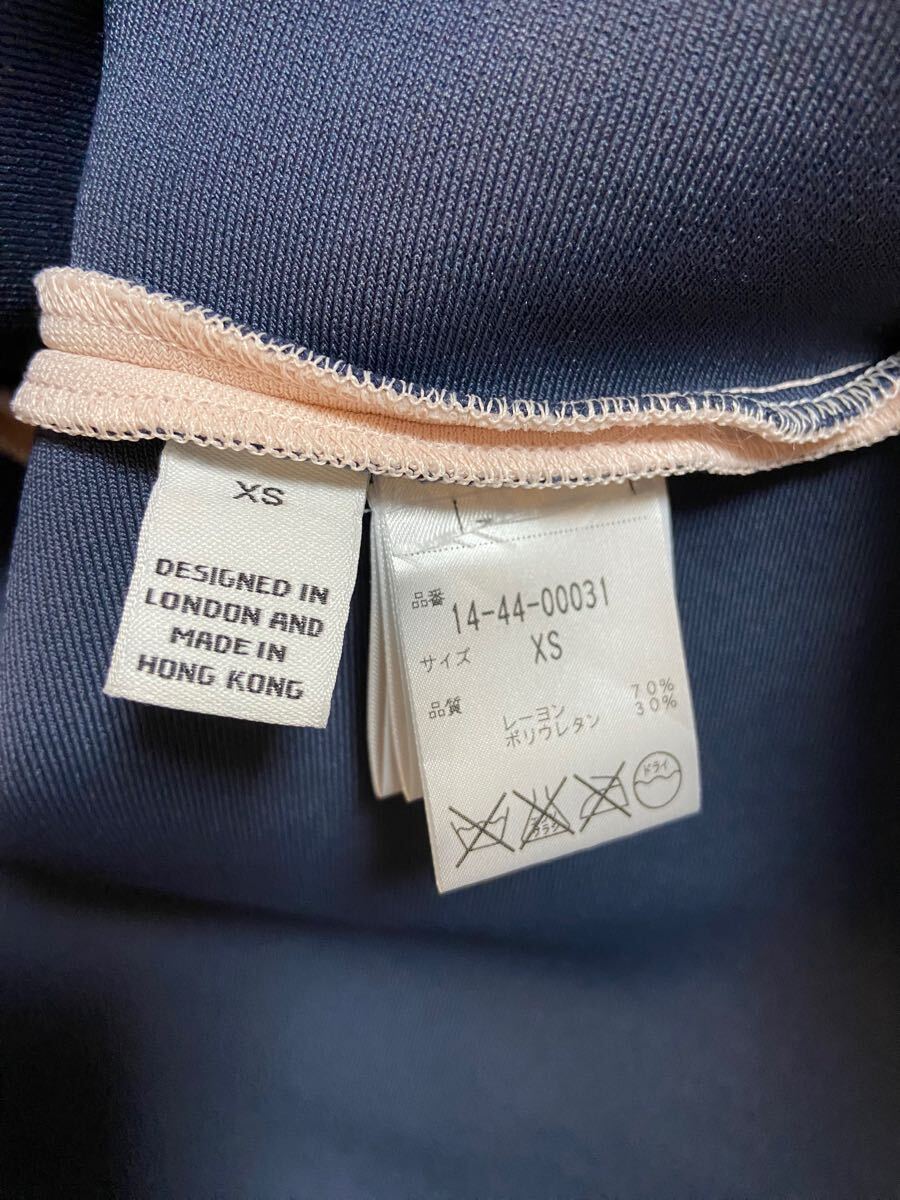 XS
DESIGNED IN
LONDON AND
MADE IN
HONG KONG
品番 14-44-00031
サイズ XS
品質 レーヨン 70%
ポリウレタン 30%
ドライ